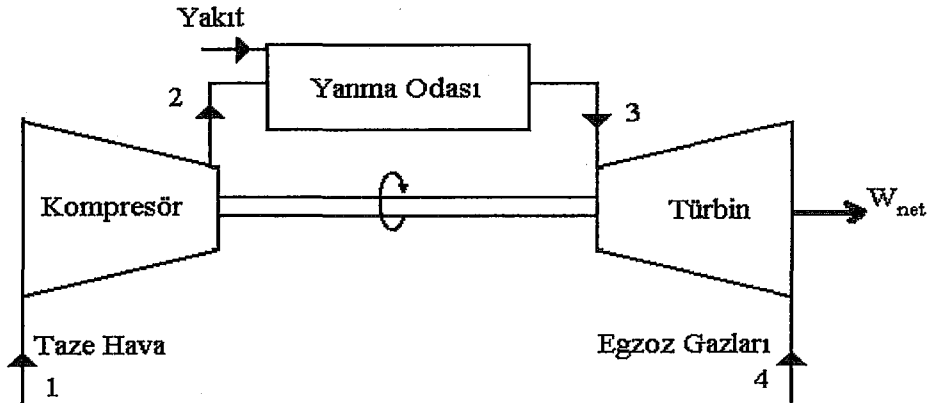 Yakıt
Yanma Odası
2
3
Kompresör
Türbin
W_net
Taze Hava
Egzoz Gazları
1
4